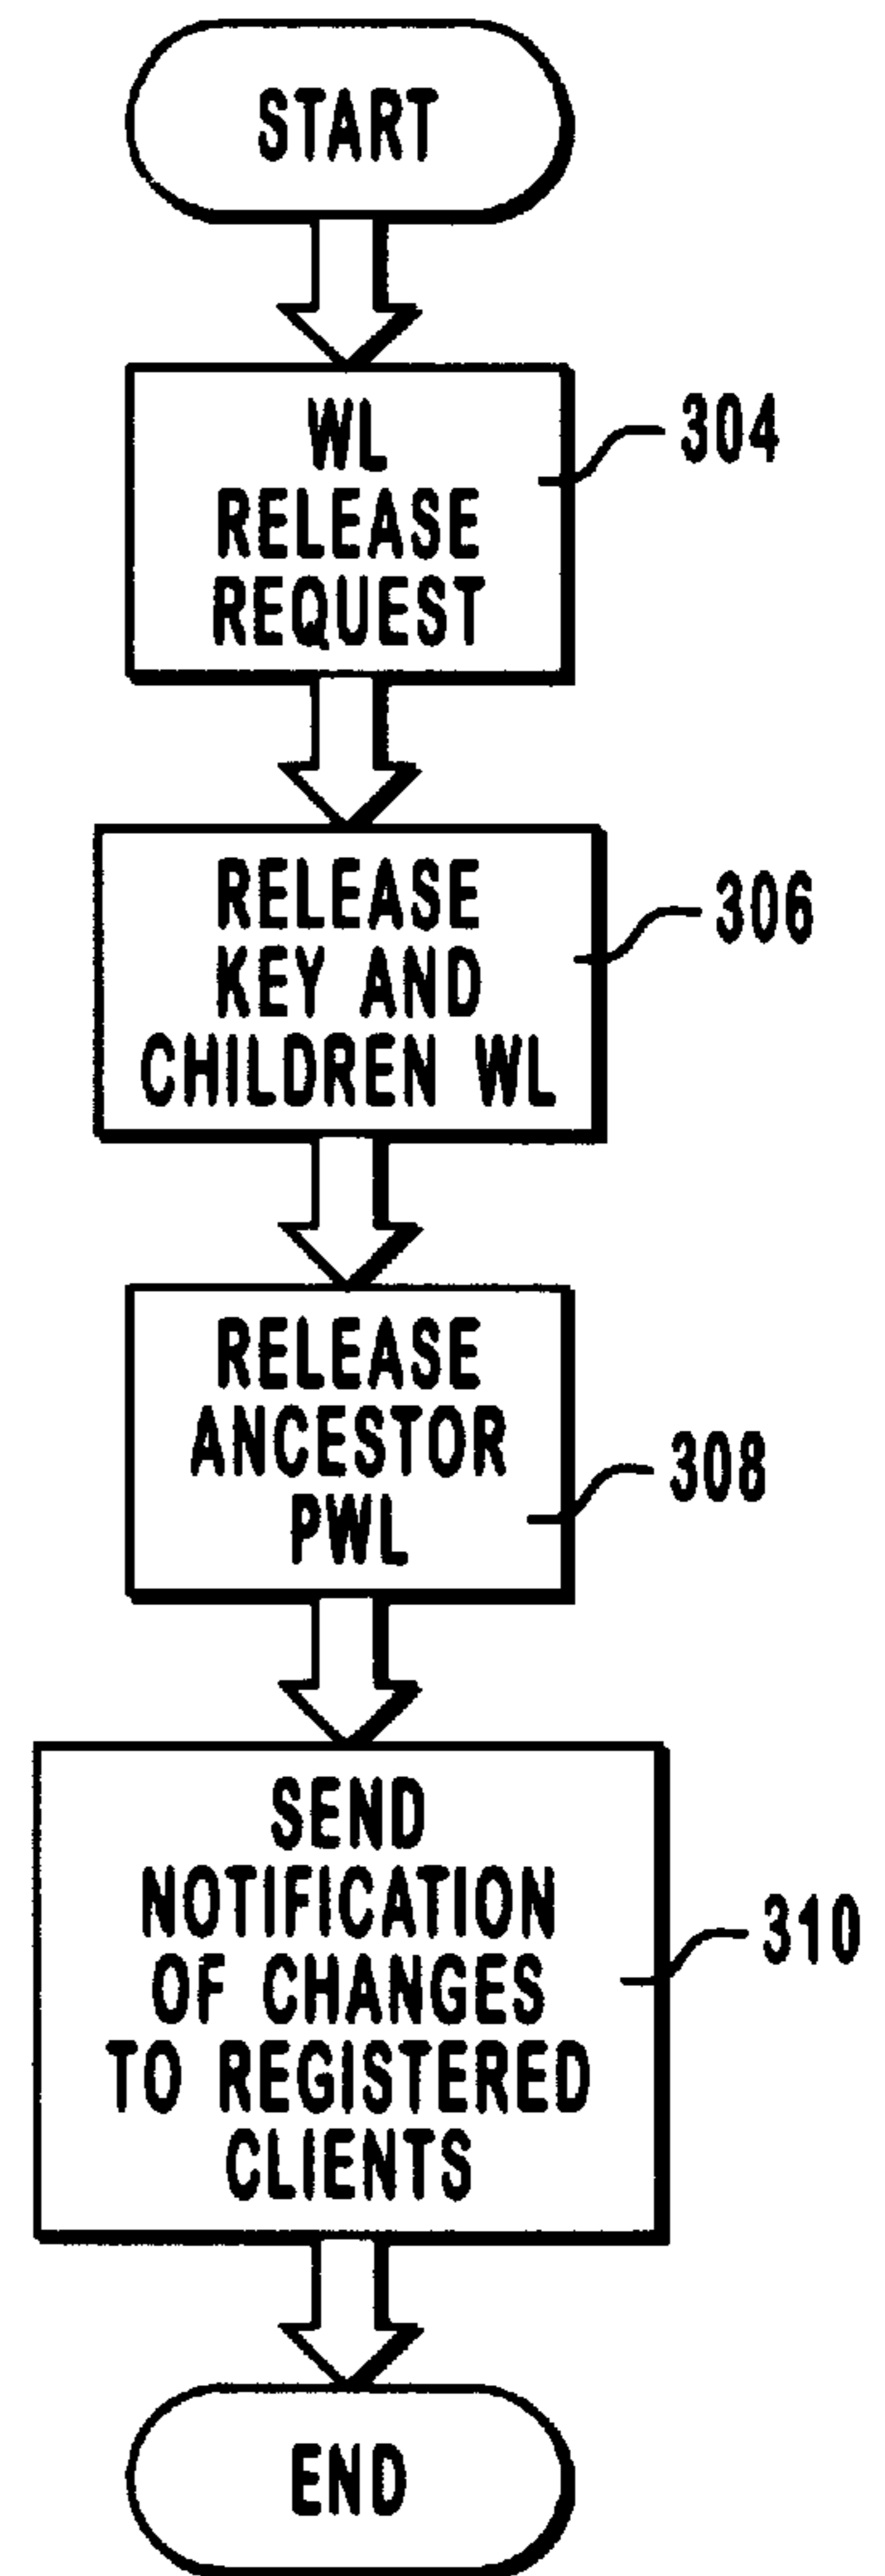 START
WL
RELEASE
REQUEST
304
RELEASE
KEY AND
CHILDREN WL
306
RELEASE
ANCESTOR
PWL
308
SEND
NOTIFICATION
OF CHANGES
TO REGISTERED
CLIENTS
310
END